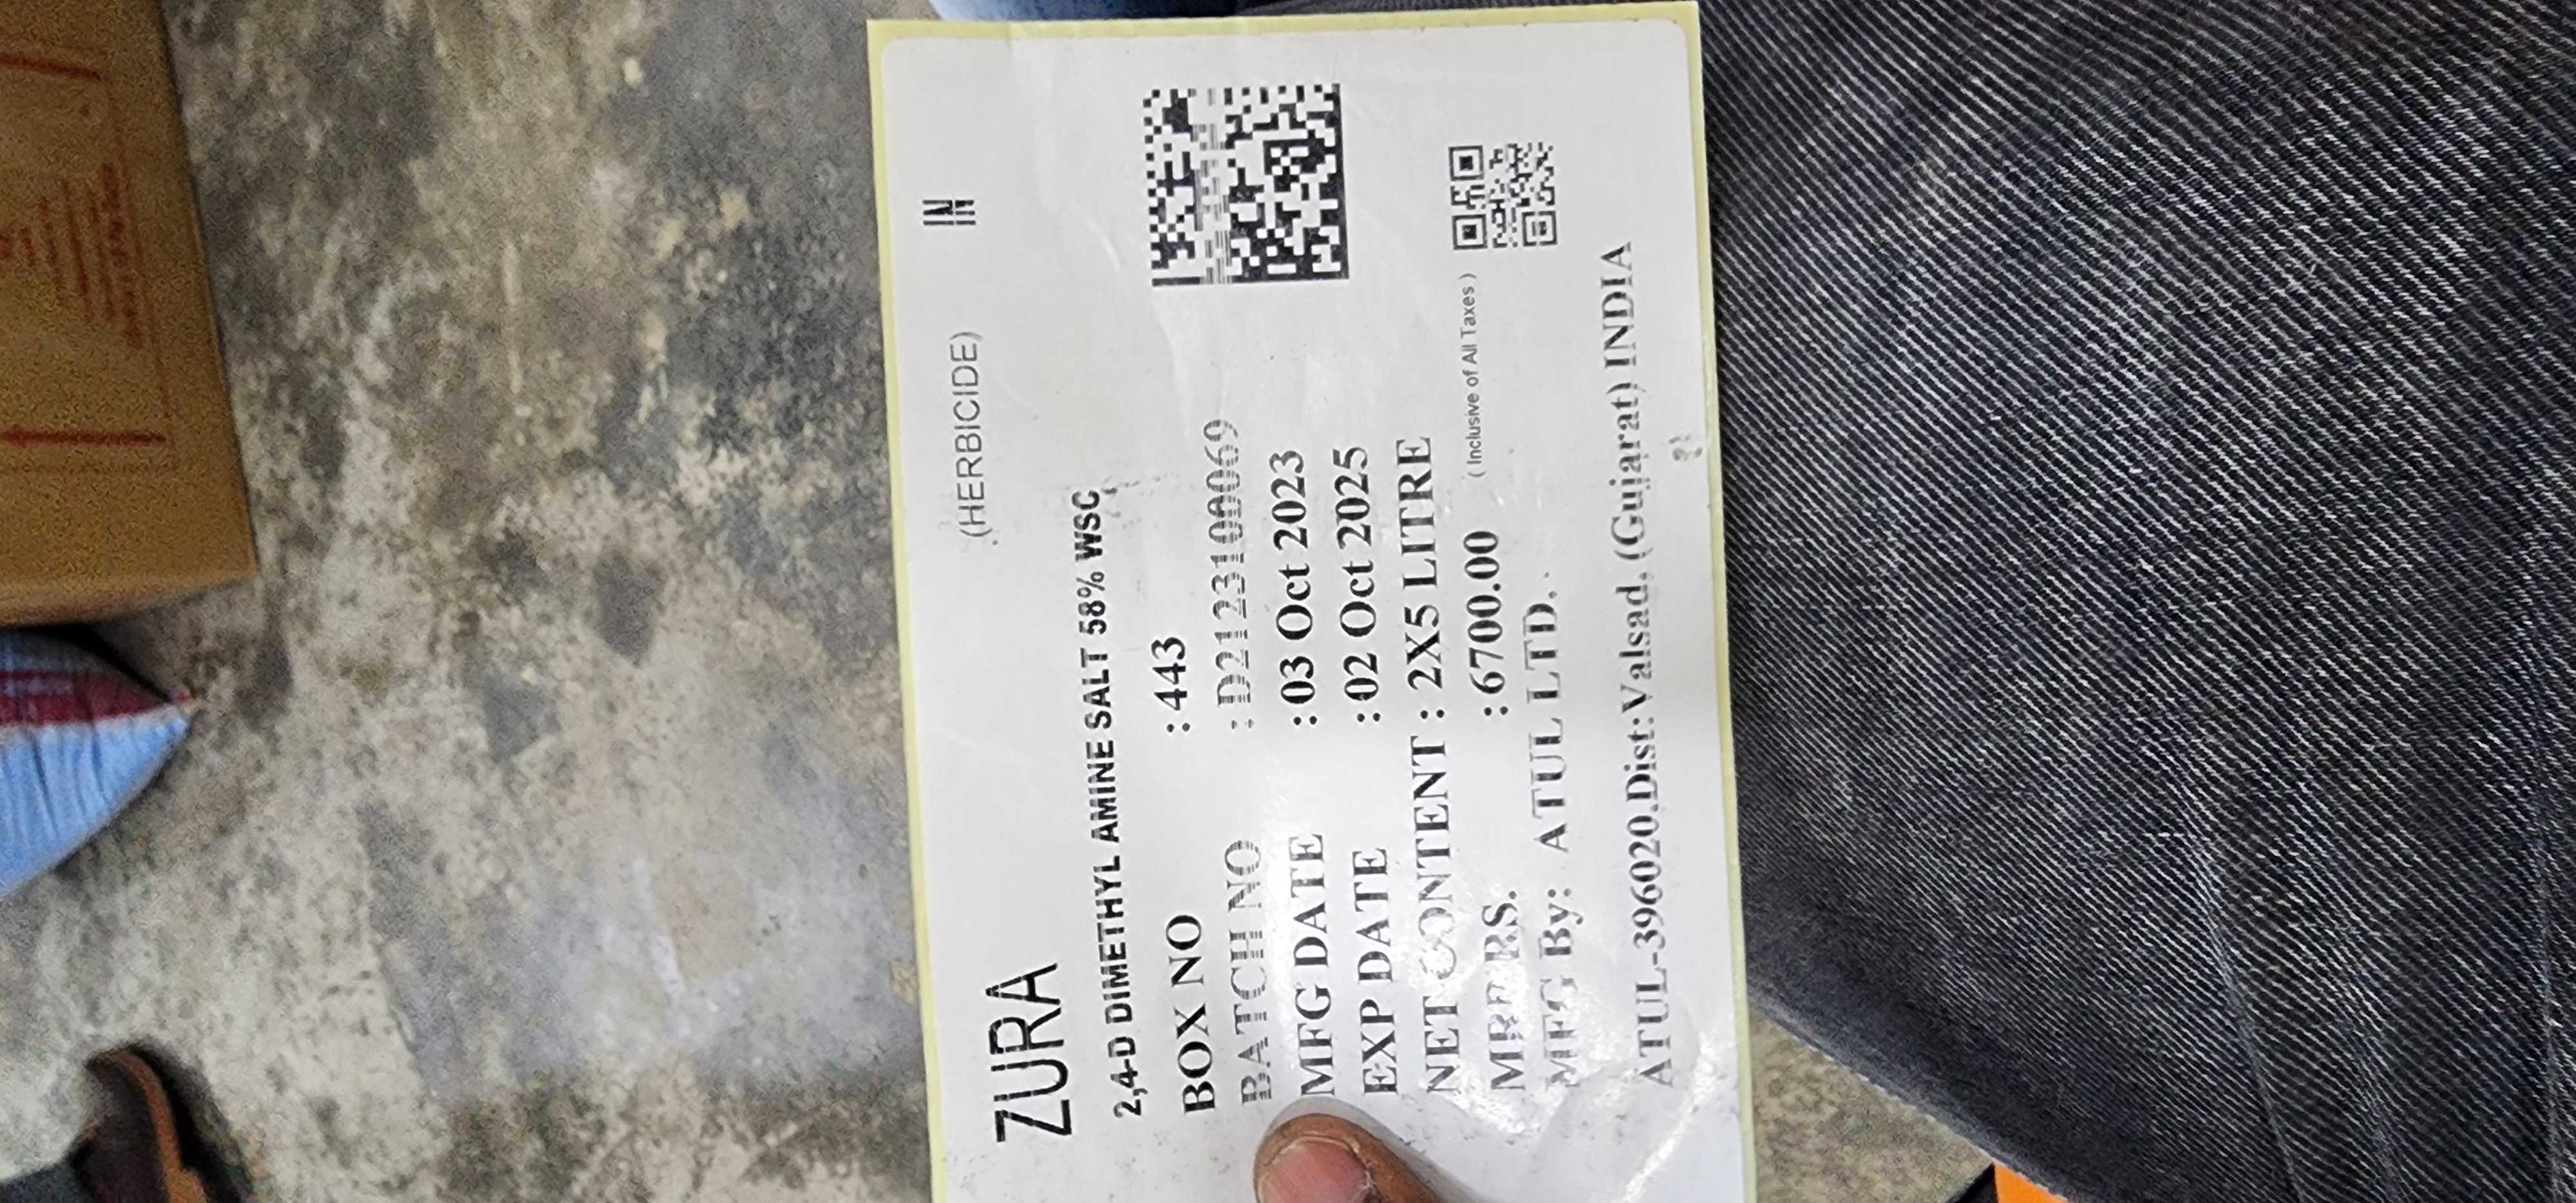 ZURA (HERBICIDE) IN
2,4-D DIMETHYL AMINE SALT 58% WSC
BOX NO : 443
BATCH NO : D2123100069
MFG DATE : 03 Oct 2023
EXP DATE : 02 Oct 2025
NET CONTENT : 2X5 LITRE
MRP RS. : 6700.00 ( Inclusive of All Taxes )
MFG By: ATUL LTD.
ATUL-396020,Dist:Valsad, (Gujarat) INDIA